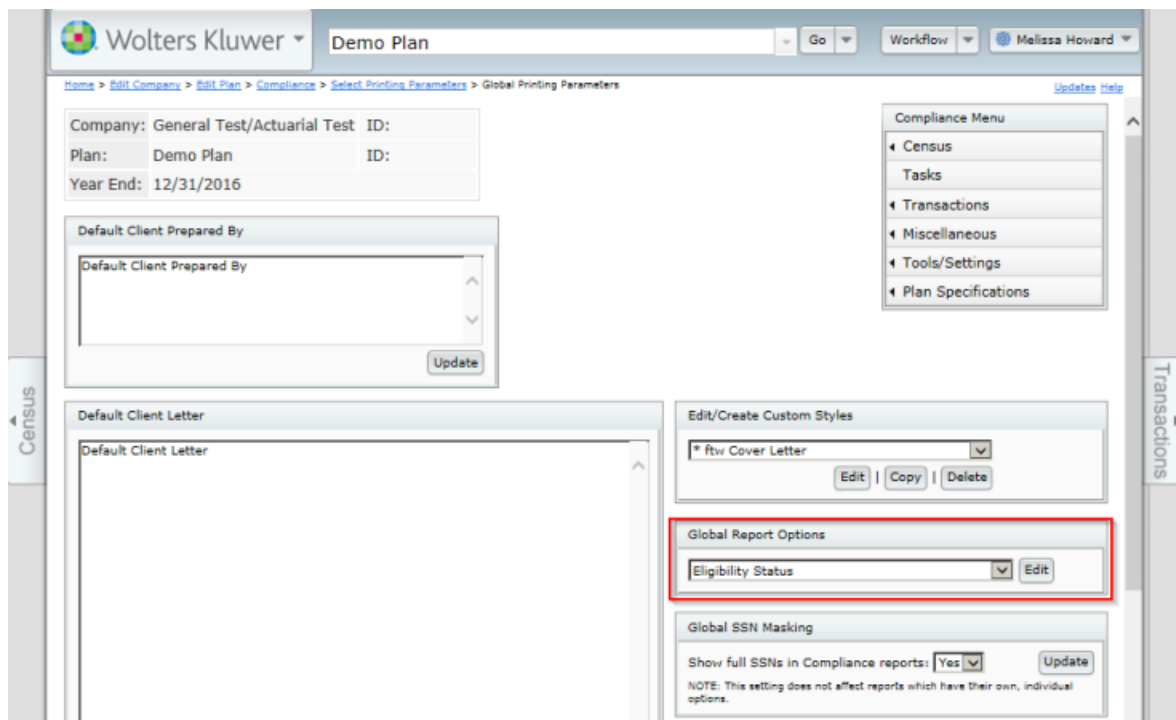 Wolters Kluwer
Demo Plan
Go
Workflow
Melissa Howard
Home > Edit Company > Edit Plan > Compliance > Select Printing Parameters > Global Printing Parameters
Updates Help
Company: General Test/Actuarial Test ID:
Plan: Demo Plan ID:
Year End: 12/31/2016
Compliance Menu
Census
Tasks
Transactions
Miscellaneous
Tools/Settings
Plan Specifications
Default Client Prepared By
Default Client Prepared By
Update
Census
Transactions
Default Client Letter
Default Client Letter
Edit/Create Custom Styles
* ftw Cover Letter
Edit | Copy | Delete
Global Report Options
Eligibility Status
Edit
Global SSN Masking
Show full SSNs in Compliance reports: Yes
Update
NOTE: This setting does not affect reports which have their own, individual
options.